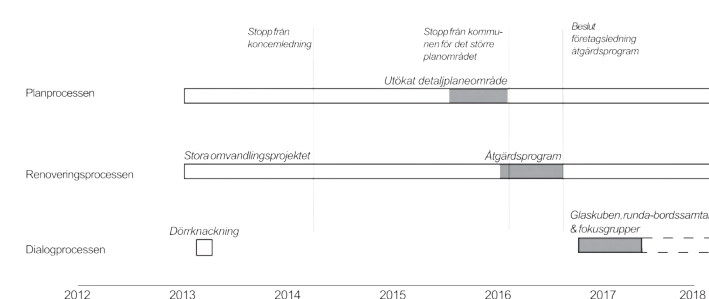 Stopp från
koncernledning
Stopp från kommu-
nen för det större
planområdet
Beslut
företagsledning
åtgärdsprogram
Utökat detaljplaneområde
Planprocessen
Stora omvandlingsprojektet
Åtgärdsprogram
Renoveringsprocessen
Dörrknackning
Glaskuben, runda-bordssamta
& fokusgrupper
Dialogprocessen
2012 2013 2014 2015 2016 2017 2018